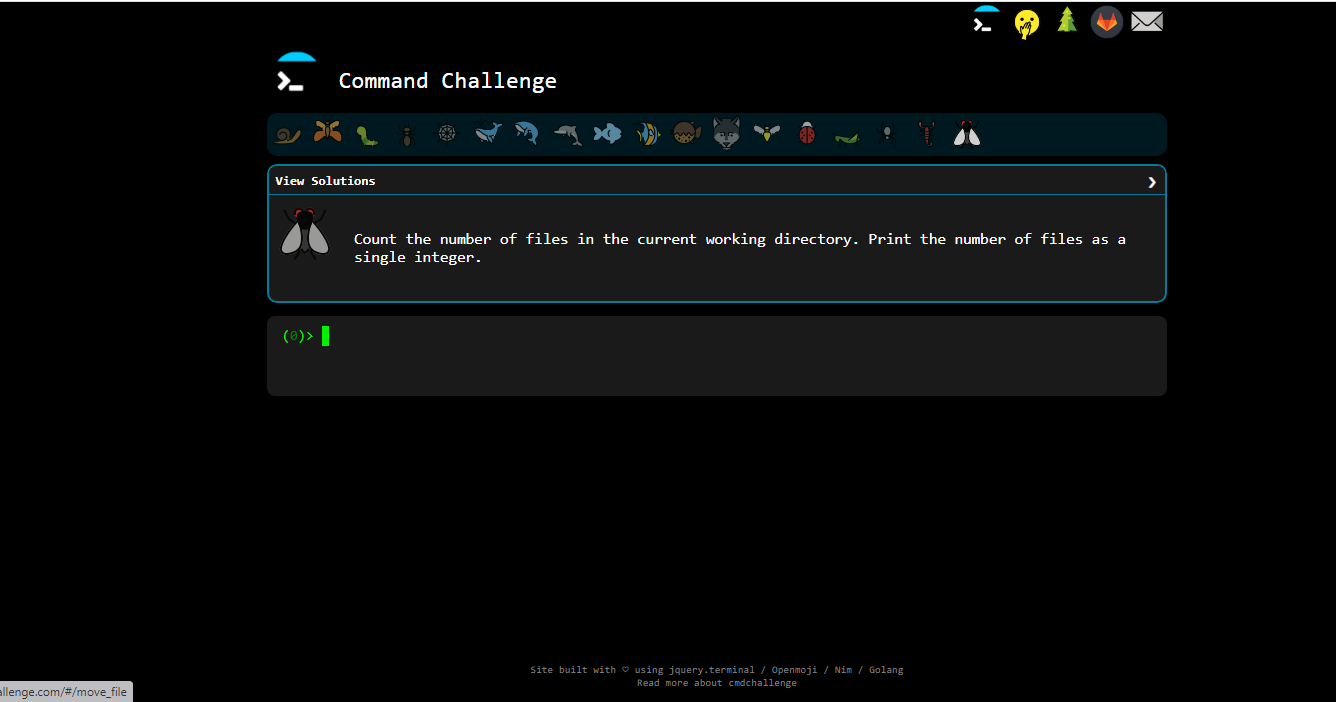 Command Challenge
View Solutions
Count the number of files in the current working directory. Print the number of files as a
single integer.
(0)>
Site built with ♡ using jquery.terminal / Openmoji / Nim / Golang
Read more about cmdchallenge
allenge.com/#/move_file